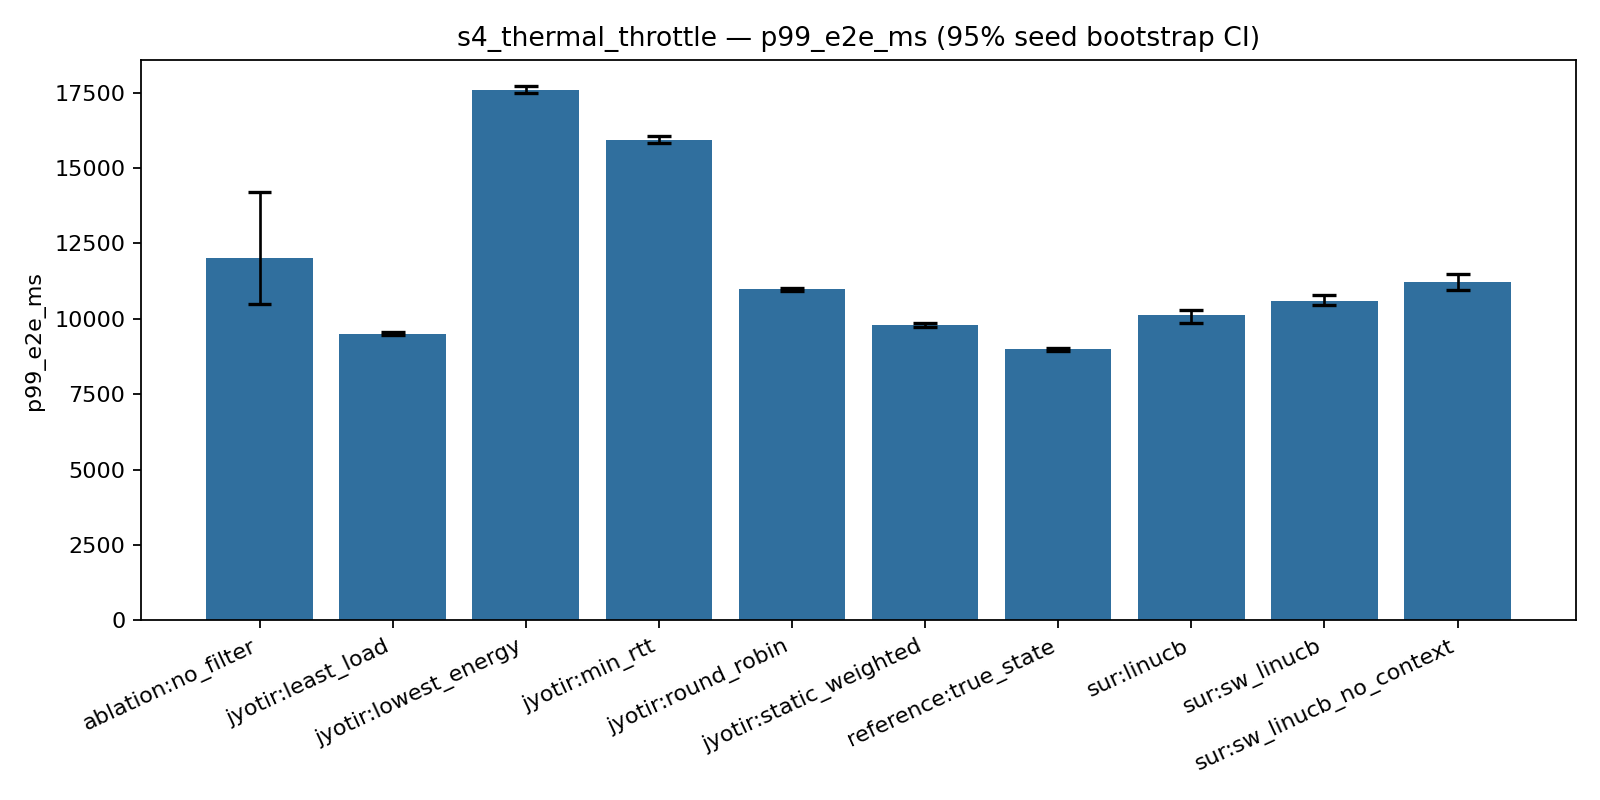 s4_thermal_throttle — p99_e2e_ms (95% seed bootstrap CI)
p99_e2e_ms
17500
15000
12500
10000
7500
5000
2500
0
ablation:no_filter
jyotir:least_load
jyotir:lowest_energy
jyotir:min_rtt
jyotir:round_robin
jyotir:static_weighted
reference:true_state
sur:linucb
sur:sw_linucb
sur:sw_linucb_no_context